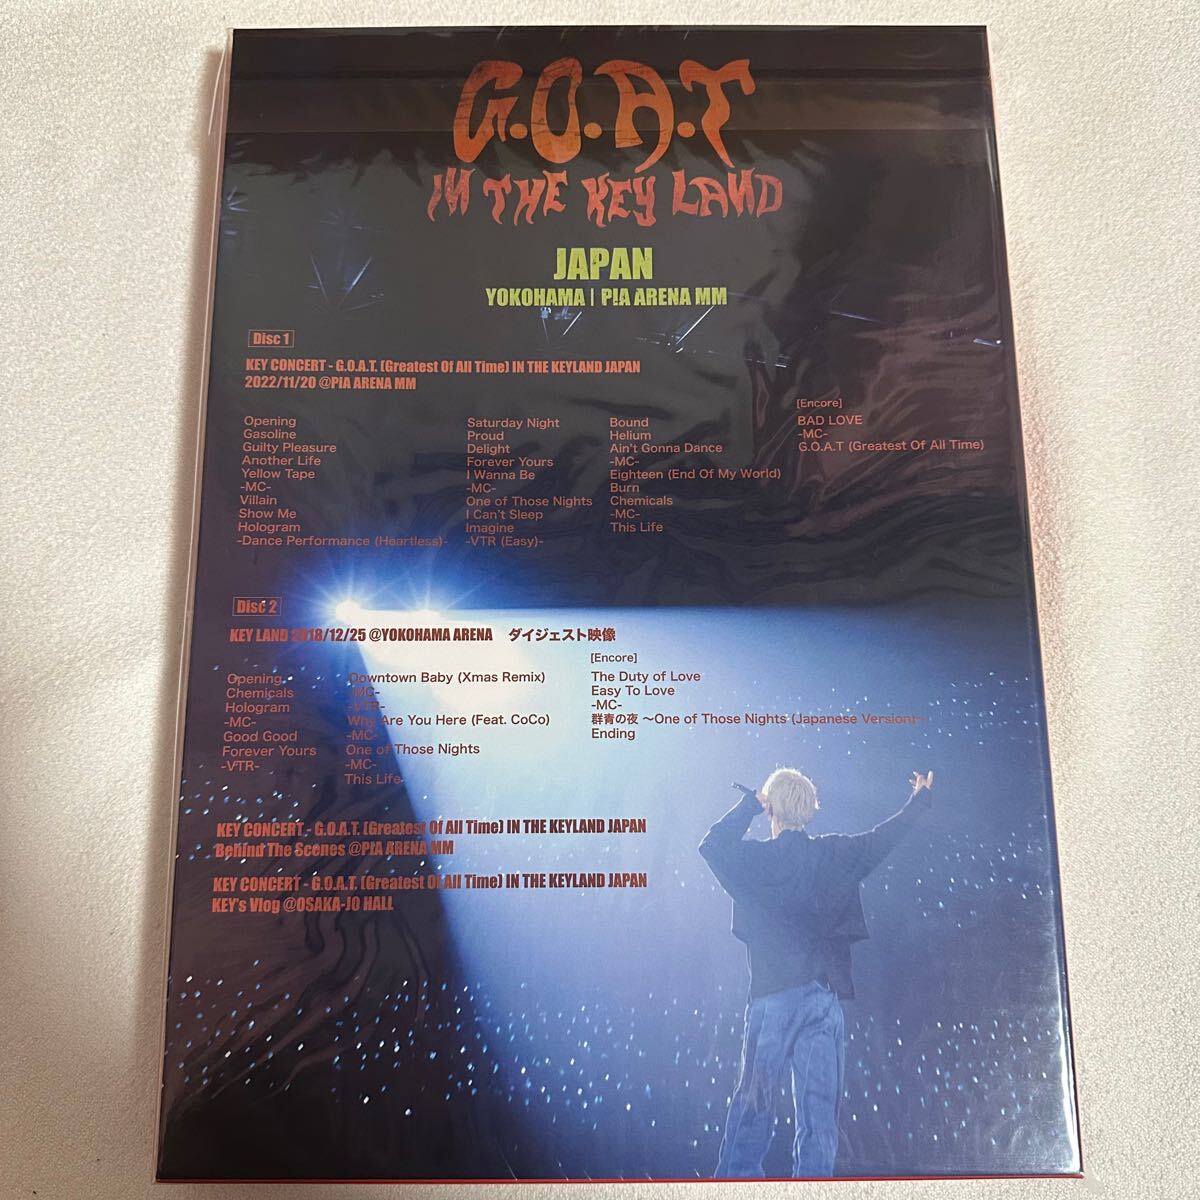 G.O.A.T
IN THE KEY LAND
JAPAN
YOKOHAMA | PIA ARENA MM
Disc 1
KEY CONCERT - G.O.A.T. (Greatest Of All Time) IN THE KEYLAND JAPAN
2022/11/20 @PIA ARENA MM
Opening
Gasoline
Guilty Pleasure
Another Life
Yellow Tape
-MC-
Villain
Show Me
Hologram
-Dance Performance (Heartless)-
Saturday Night
Proud
Delight
Forever Yours
I Wanna Be
-MC-
One of Those Nights
I Can't Sleep
Imagine
-VTR (Easy)-
Bound
Helium
Ain't Gonna Dance
-MC-
Eighteen (End Of My World)
Burn
Chemicals
-MC-
This Life
[Encore]
BAD LOVE
-MC-
G.O.A.T (Greatest Of All Time)
Disc 2
KEY LAND 2018/12/25 @YOKOHAMA ARENA ダイジェスト映像
Opening
Chemicals
Hologram
-MC-
Good Good
Forever Yours
-VTR-
Downtown Baby (Xmas Remix)
-MC-
-VTR-
Why Are You Here (Feat. CoCo)
-MC-
One of Those Nights
-MC-
This Life
[Encore]
The Duty of Love
Easy To Love
-MC-
群青の夜 〜One of Those Nights (Japanese Version)〜
Ending
KEY CONCERT - G.O.A.T. (Greatest Of All Time) IN THE KEYLAND JAPAN
Behind The Scenes @PIA ARENA MM
KEY CONCERT - G.O.A.T. (Greatest Of All Time) IN THE KEYLAND JAPAN
KEY's Vlog @OSAKA-JO HALL